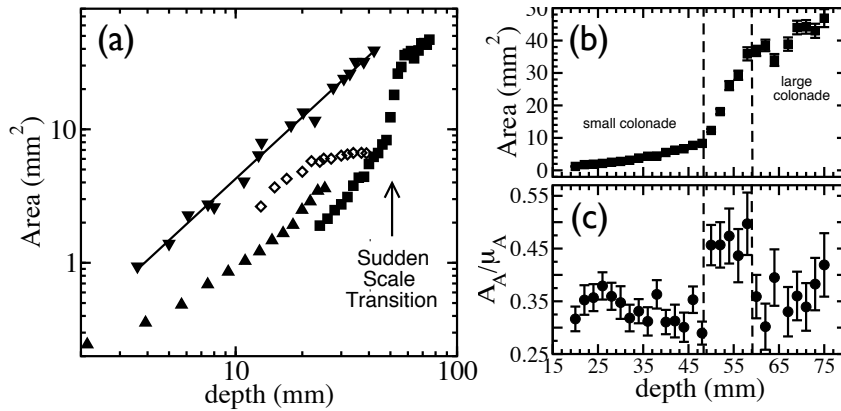 (a)
Area (mm²)
10
1
10
100
depth (mm)
Sudden
Scale
Transition
(b)
Area (mm²)
50
40
30
20
10
0
small colonade
large
colonade
(c)
A_A/μ_A
0.55
0.45
0.35
0.25
15
25
35
45
55
65
75
depth (mm)